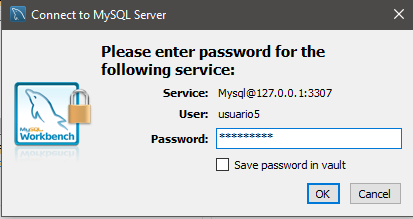 Connect to MySQL Server
Please enter password for the
following service:
Service: Mysql@127.0.0.1:3307
User: usuario5
Password: *********
Save password in vault
MySQL
Workbench
OK Cancel